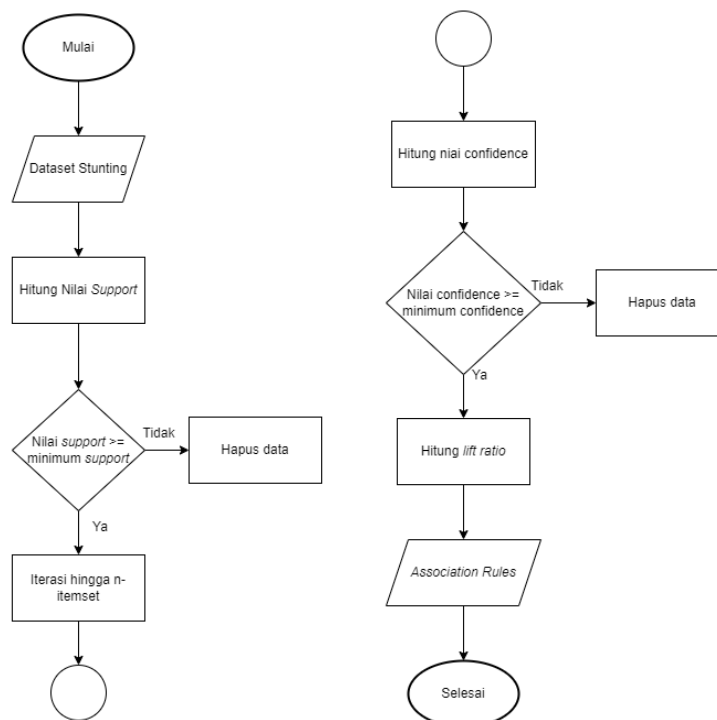 Mulai
Dataset Stunting
Hitung Nilai Support
Nilai support >=
minimum support
Tidak
Hapus data
Ya
Iterasi hingga n-
itemset
Hitung niai confidence
Nilai confidence >=
minimum confidence
Tidak
Hapus data
Ya
Hitung lift ratio
Association Rules
Selesai